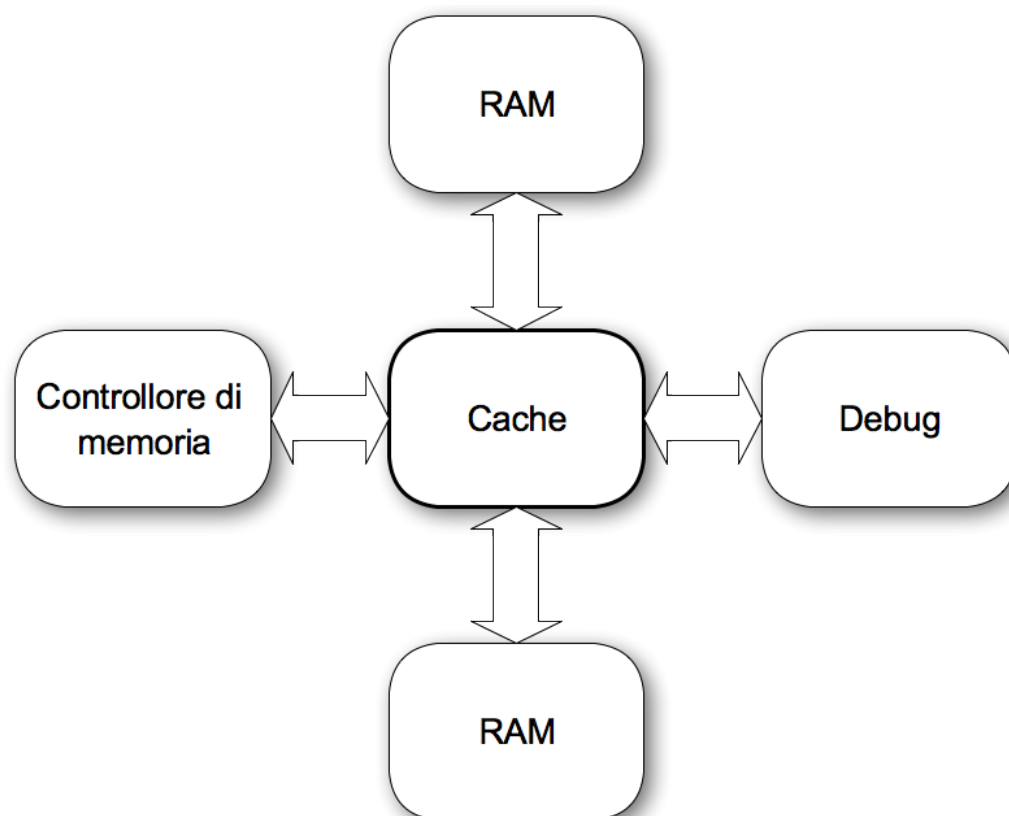 RAM
Controllore di
memoria
Cache
Debug
RAM